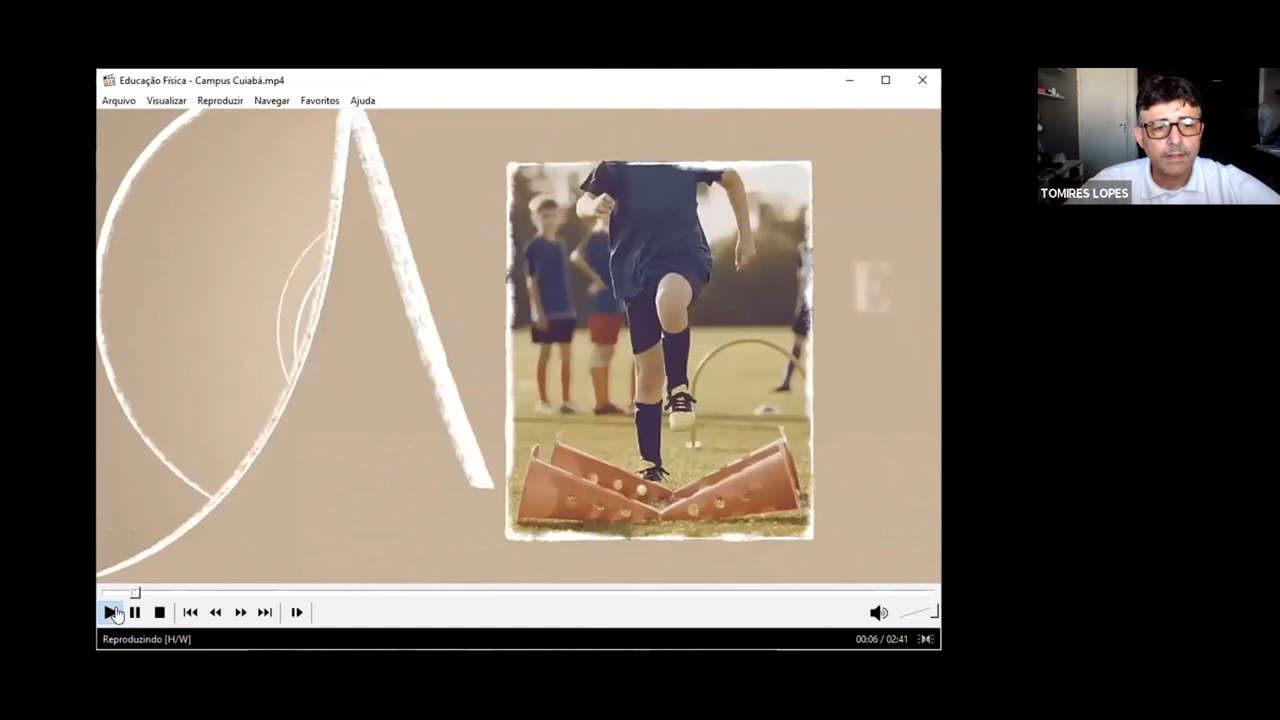 Educação Física - Campus Cuiabá.mp4
Arquivo Visualizar Reproduzir Navegar Favoritos Ajuda
TOMIRES LOPES
E
Reproduzindo [H/W]
00:06 / 02:41